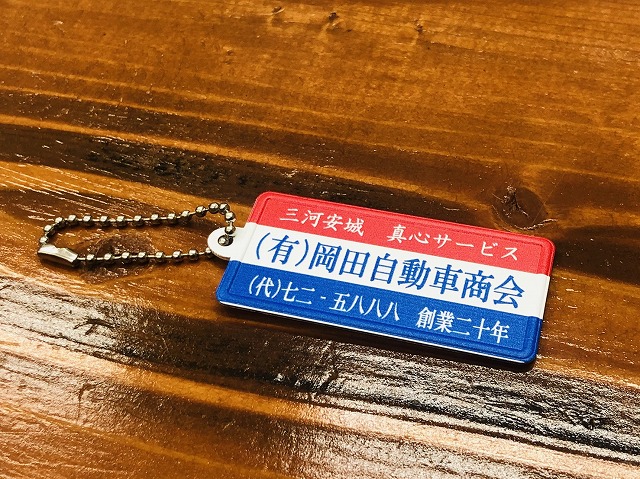 三河安城　真心サービス
(有)岡田自動車商会
(代)七二-五八八八　創業二十年